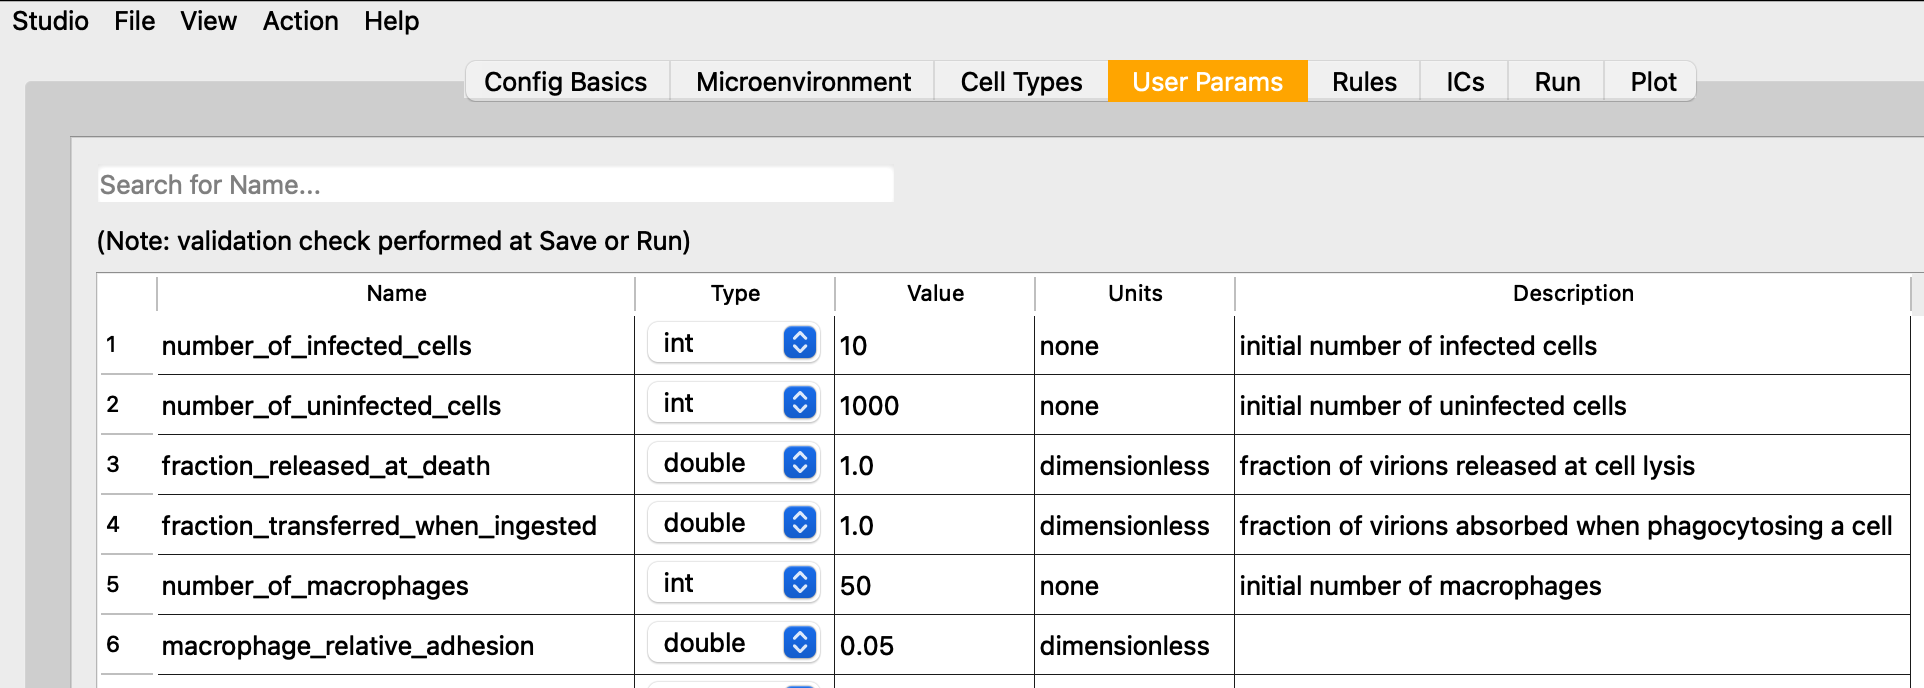 Studio File View Action Help
Config Basics Microenvironment Cell Types User Params Rules ICs Run Plot
Search for Name...
(Note: validation check performed at Save or Run)
Name Type Value Units Description
1 number_of_infected_cells int 10 none initial number of infected cells
2 number_of_uninfected_cells int 1000 none initial number of uninfected cells
3 fraction_released_at_death double 1.0 dimensionless fraction of virions released at cell lysis
4 fraction_transferred_when_ingested double 1.0 dimensionless fraction of virions absorbed when phagocytosing a cell
5 number_of_macrophages int 50 none initial number of macrophages
6 macrophage_relative_adhesion double 0.05 dimensionless